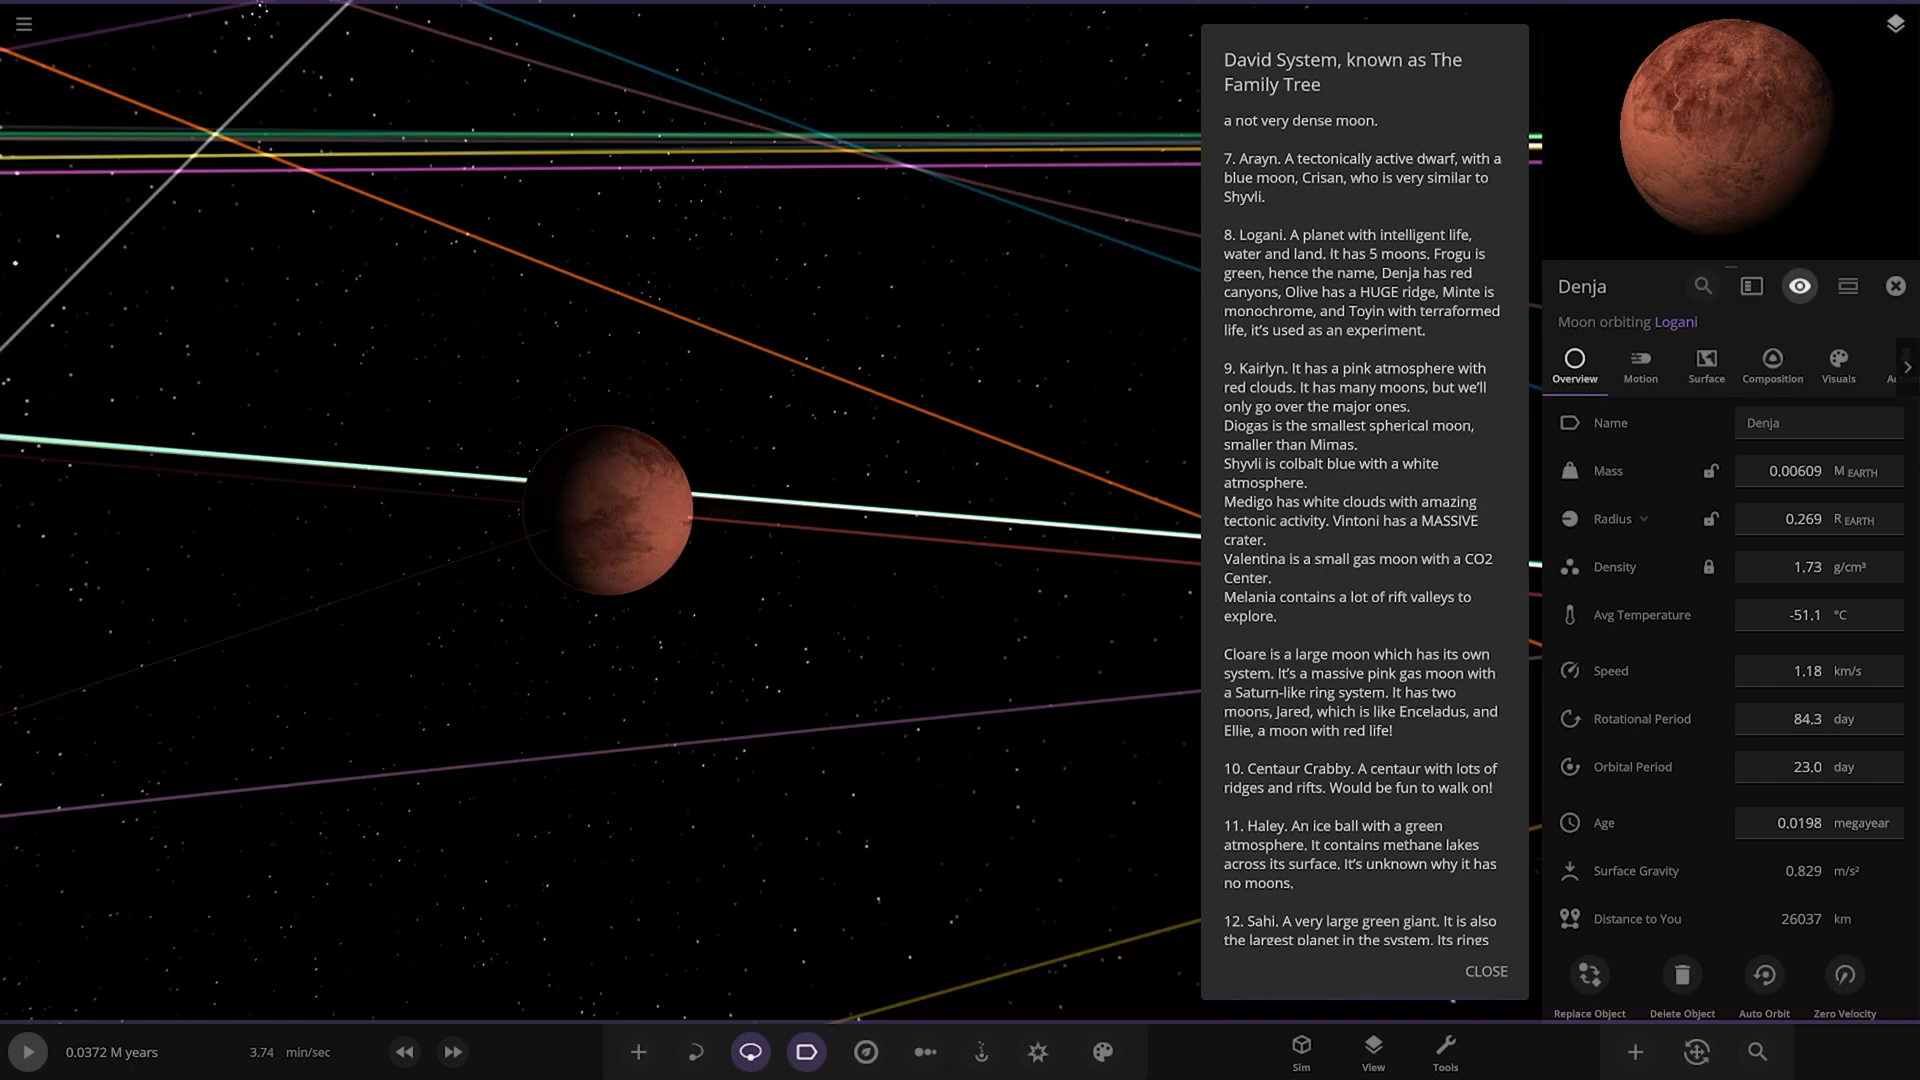 David System, known as The
Family Tree
a not very dense moon.
7. Arayn. A tectonically active dwarf, with a
blue moon, Crisan, who is very similar to
Shyvli.
8. Logani. A planet with intelligent life,
water and land. It has 5 moons. Frogu is
green, hence the name, Denja has red
canyons, Olive has a HUGE ridge, Minte is
monochrome, and Toyin with terraformed
life, it's used as an experiment.
9. Kairlyn. It has a pink atmosphere with
red clouds. It has many moons, but we'll
only go over the major ones.
Diogas is the smallest spherical moon,
smaller than Mimas.
Shyvli is colbalt blue with a white
atmosphere.
Medigo has white clouds with amazing
tectonic activity. Vintoni has a MASSIVE
crater.
Valentina is a small gas moon with a CO2
Center.
Melania contains a lot of rift valleys to
explore.
Cloare is a large moon which has its own
system. It's a massive pink gas moon with
a Saturn-like ring system. It has two
moons, Jared, which is like Enceladus, and
Ellie, a moon with red life!
10. Centaur Crabby. A centaur with lots of
ridges and rifts. Would be fun to walk on!
11. Haley. An ice ball with a green
atmosphere. It contains methane lakes
across its surface. It's unknown why it has
no moons.
12. Sahi. A very large green giant. It is also
the largest planet in the system. Its rings
CLOSE
Denja
Denja
Moon orbiting Logani
Overview Motion Surface Composition Visuals
Name Denja
Mass 0.00609 M EARTH
Radius 0.269 R EARTH
Density 1.73 g/cm³
Avg Temperature -51.1 °C
Speed 1.18 km/s
Rotational Period 84.3 day
Orbital Period 23.0 day
Age 0.0198 megayear
Surface Gravity 0.829 m/s²
Distance to You 26037 km
Replace Object Delete Object Auto Orbit Zero Velocity
0.0372 M years 3.74 min/sec
Sim View Tools